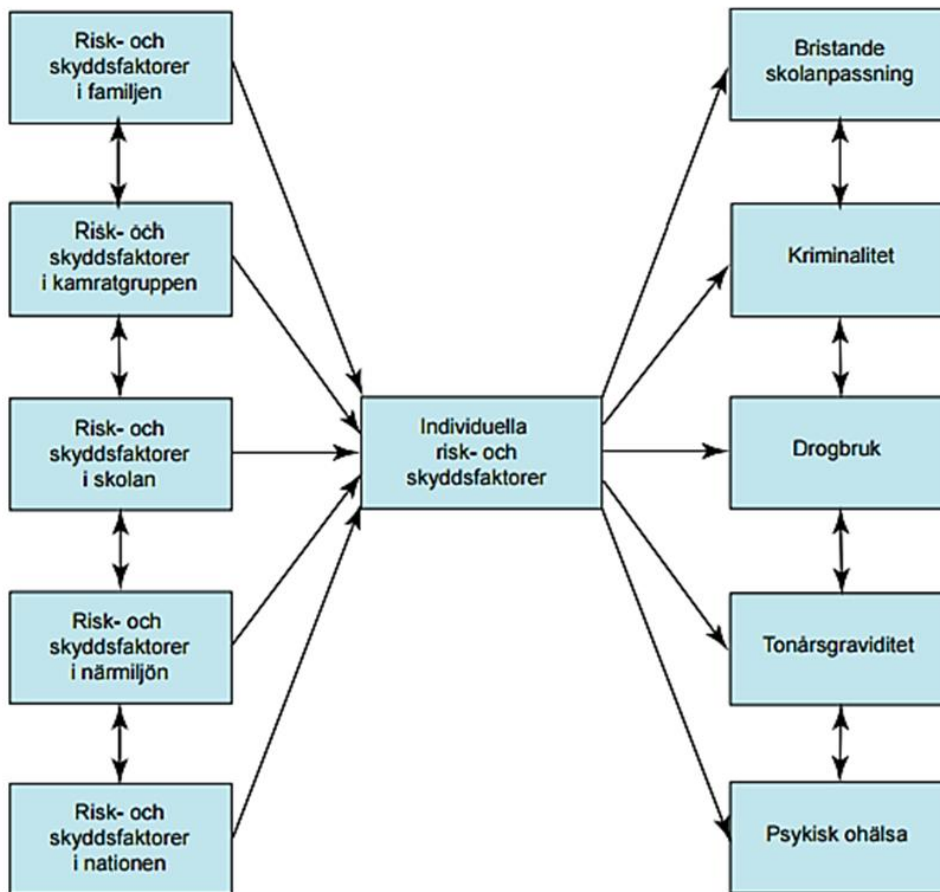 Risk- och
skyddsfaktorer
i familjen
Risk- och
skyddsfaktorer
i kamratgruppen
Risk- och
skyddsfaktorer
i skolan
Risk- och
skyddsfaktorer
i närmiljön
Risk- och
skyddsfaktorer
i nationen
Individuella
risk- och
skyddsfaktorer
Bristande
skolanpassning
Kriminalitet
Drogbruk
Tonårsgraviditet
Psykisk ohälsa